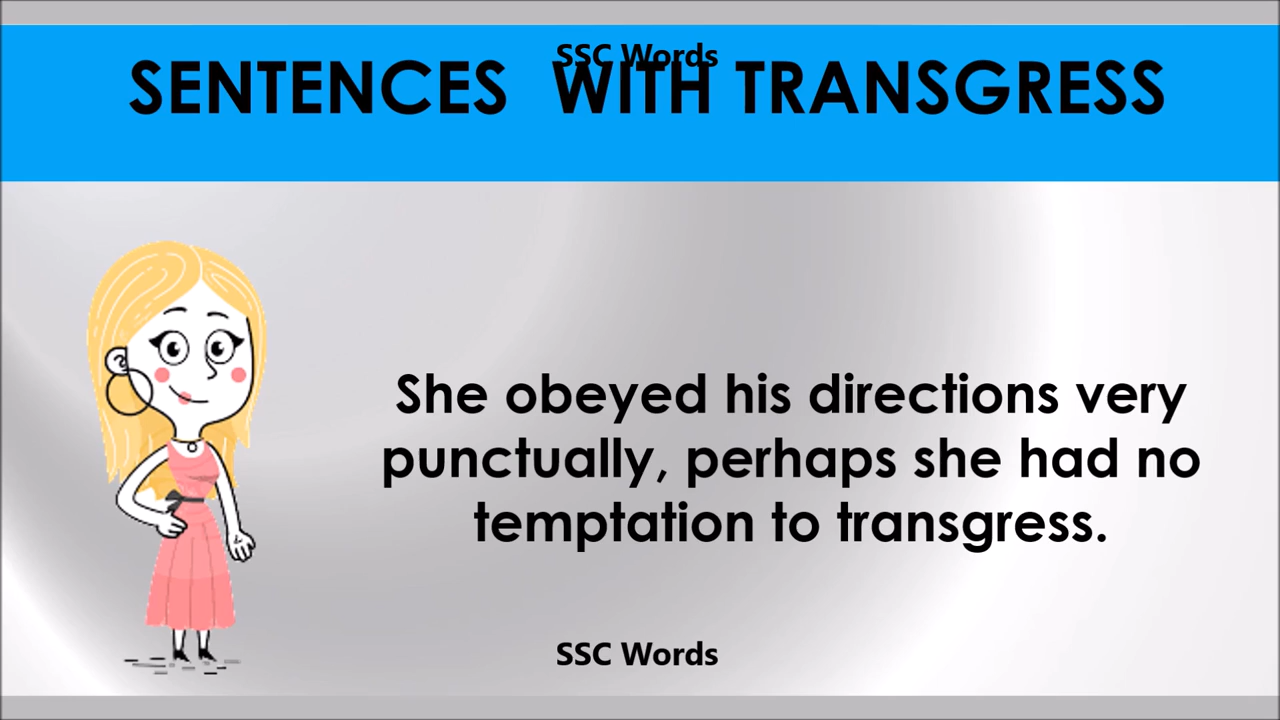 SSC Words
SENTENCES WITH TRANSGRESS
She obeyed his directions very
punctually, perhaps she had no
temptation to transgress.
SSC Words